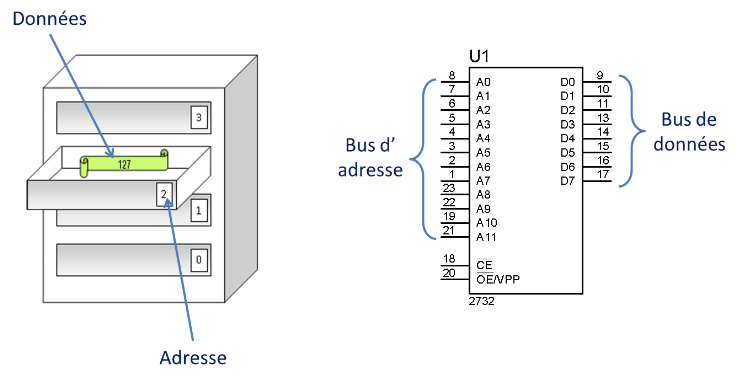 Données
3
127
2
1
0
Adresse
U1
Bus d’
adresse
8 A0 D0 9
7 A1 D1 10
6 A2 D2 11
5 A3 D3 13
4 A4 D4 14
3 A5 D5 15
2 A6 D6 16
1 A7 D7 17
23 A8
22 A9
19 A10
21 A11
18 CE
20 OE/VPP
2732
Bus de
données